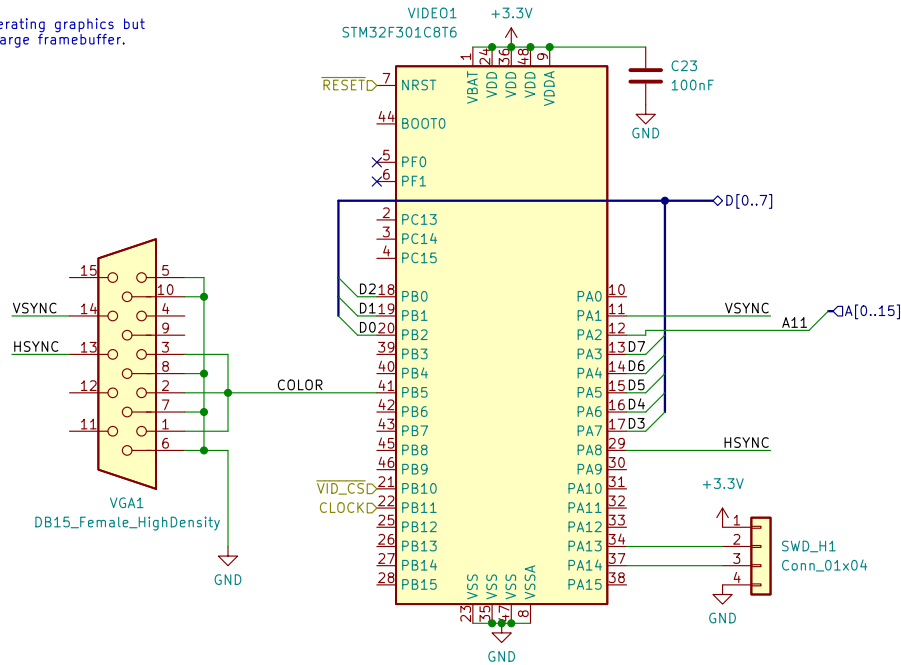 erating graphics but
arge framebuffer.
VIDEO1
STM32F301C8T6
+3.3V
1
24
36
48
9
VBAT
VDD
VDD
VDD
VDDA
C23
100nF
GND
RESET
7
NRST
44
BOOT0
5
PF0
6
PF1
D[0..7]
2
PC13
3
PC14
4
PC15
D2
18
PB0
D1
19
PB1
D0
20
PB2
39
PB3
40
PB4
COLOR
41
PB5
42
PB6
43
PB7
45
PB8
46
PB9
VID_CS
21
PB10
CLOCK
22
PB11
25
PB12
26
PB13
27
PB14
28
PB15
PA0
10
PA1
11
VSYNC
PA2
12
A11
A[0..15]
PA3
13
D7
PA4
14
D6
PA5
15
D5
PA6
16
D4
PA7
17
D3
PA8
29
HSYNC
PA9
30
PA10
31
PA11
32
PA12
33
PA13
34
PA14
37
PA15
38
VSS
VSS
VSS
VSSA
23
35
47
8
GND
15
5
10
VSYNC
14
4
9
HSYNC
13
3
8
12
2
7
11
1
6
VGA1
DB15_Female_HighDensity
GND
+3.3V
1
2
3
4
SWD_H1
Conn_01x04
GND